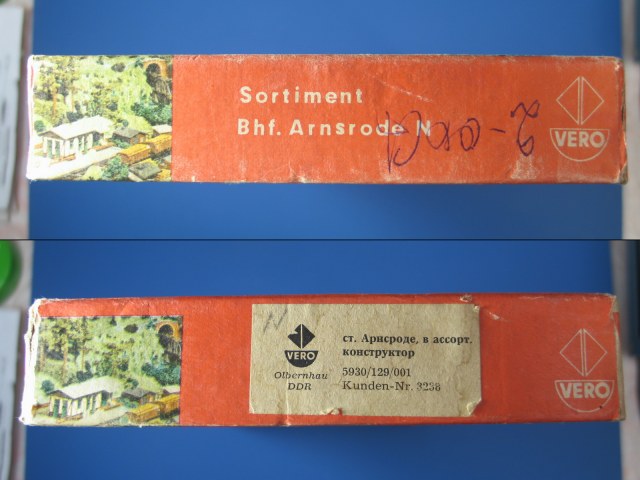 Sortiment
Bhf. Arnsrode N
VERO
N
VERO
Olbernhau
DDR
ст. Арнсроде, в ассорт.
конструктор
5930/129/001
Kunden-Nr. 3238
VERO